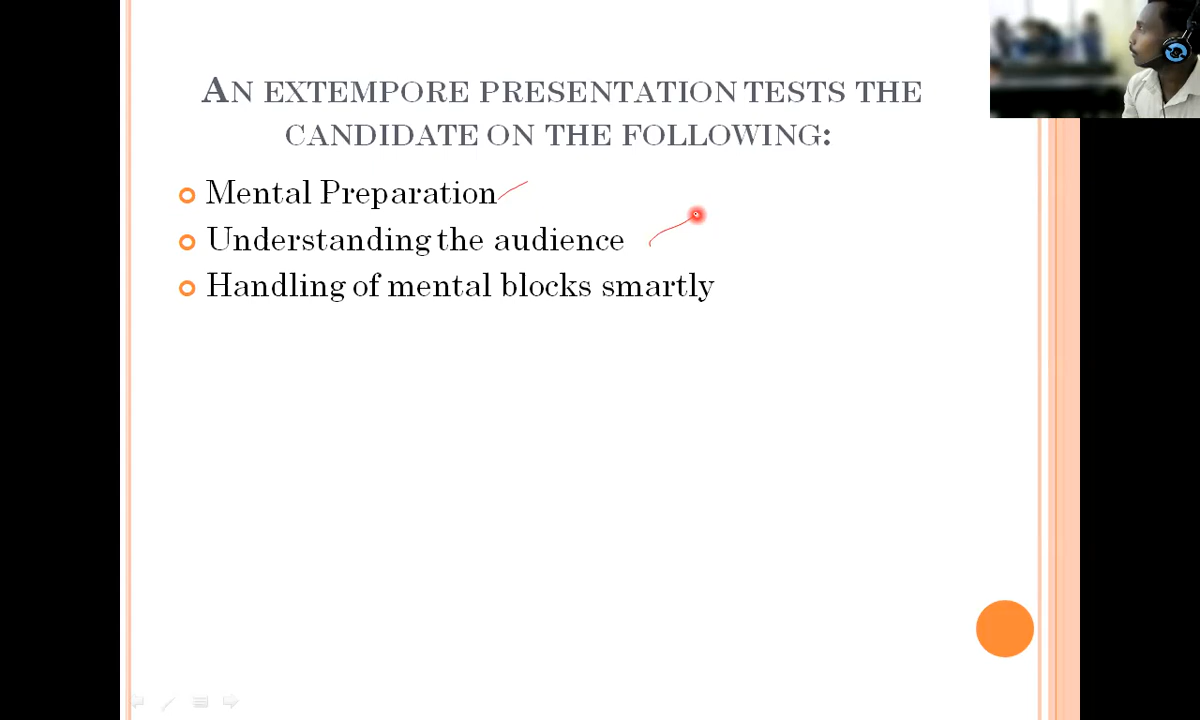 AN EXTEMPORE PRESENTATION TESTS THE
CANDIDATE ON THE FOLLOWING:
Mental Preparation
Understanding the audience
Handling of mental blocks smartly